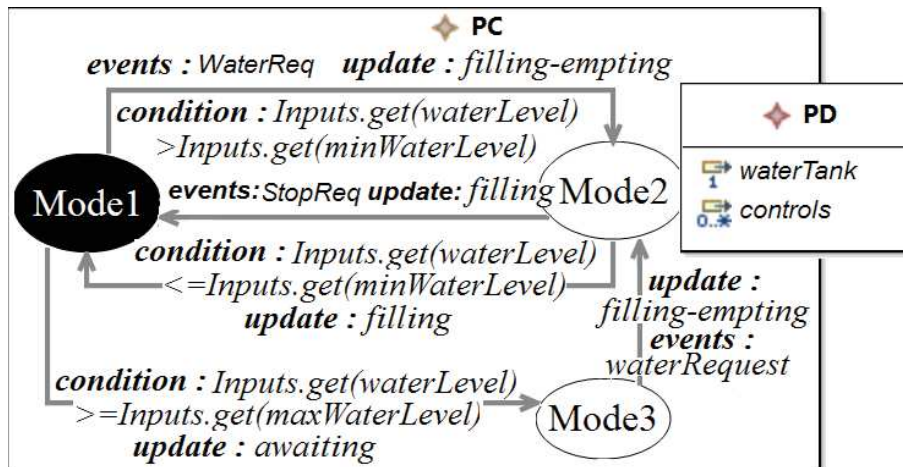 PC
events : WaterReq update : filling-empting
condition : Inputs.get(waterLevel)
>Inputs.get(minWaterLevel)
PD
1 waterTank
0..* controls
Mode1
events:StopReq update: filling
Mode2
condition : Inputs.get(waterLevel)
<=Inputs.get(minWaterLevel)
update : filling
update :
filling-empting
events :
waterRequest
condition : Inputs.get(waterLevel)
>=Inputs.get(maxWaterLevel)
update : awaiting
Mode3